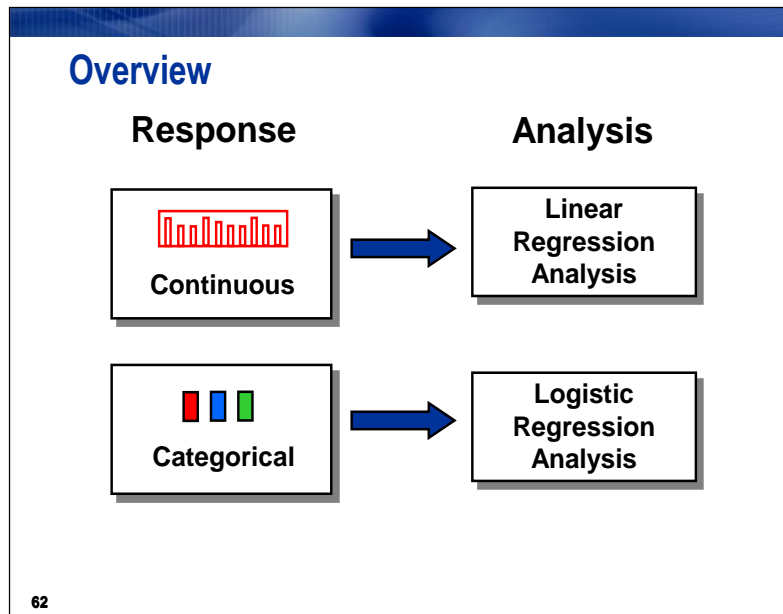 Overview
Response
Analysis
Continuous
Linear
Regression
Analysis
Categorical
Logistic
Regression
Analysis
62